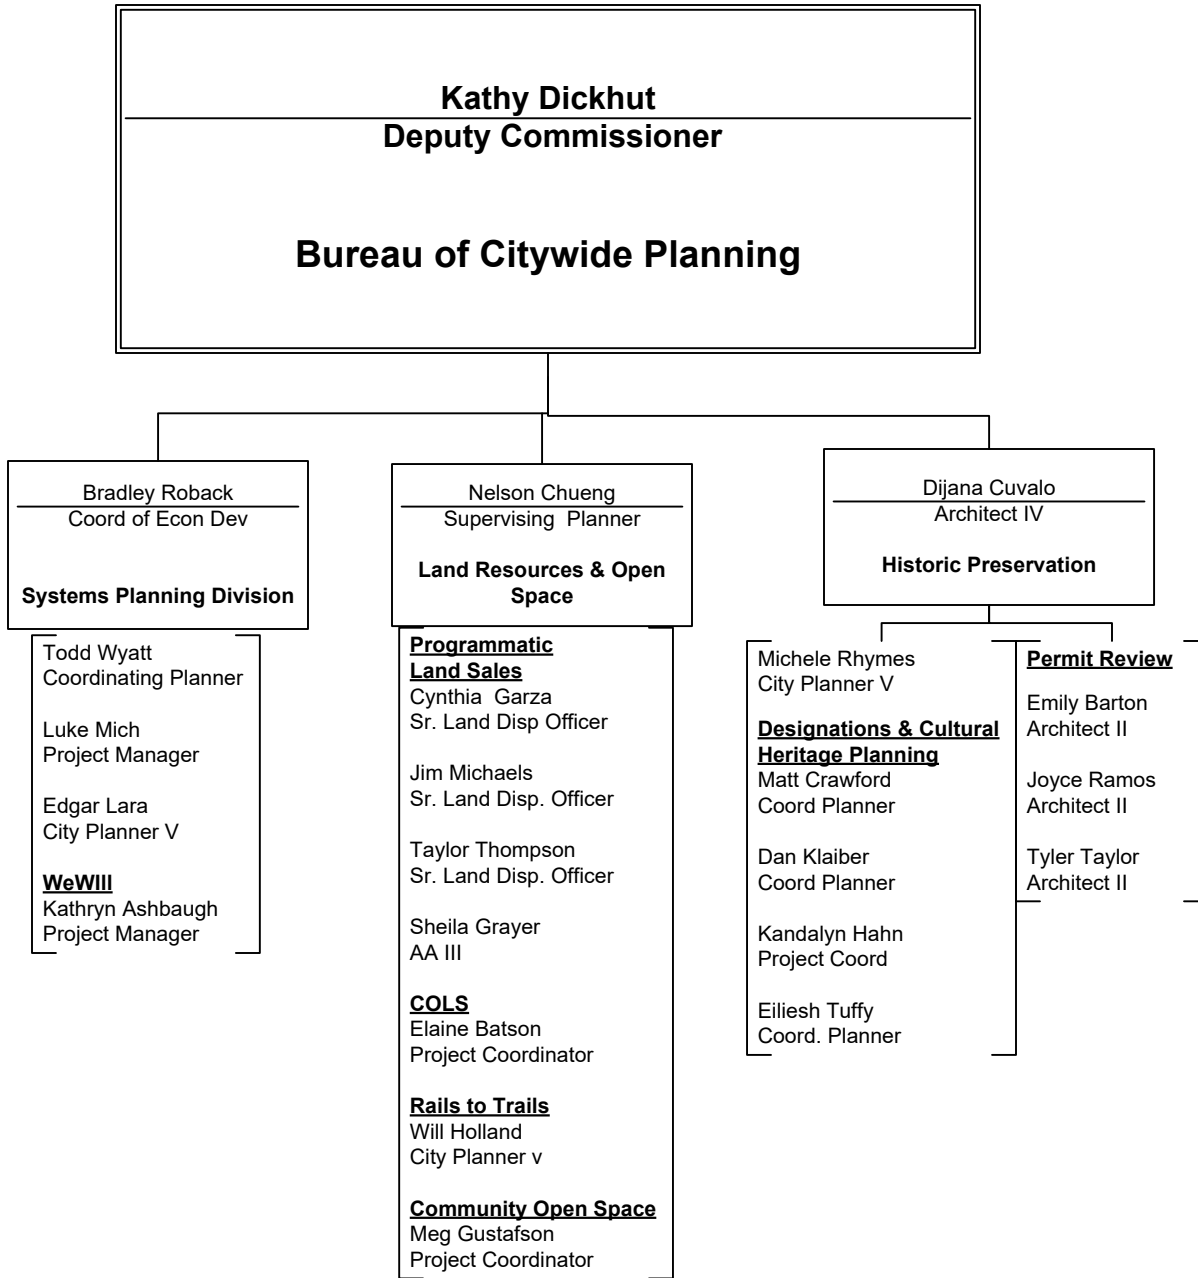 Kathy Dickhut
Deputy Commissioner
Bureau of Citywide Planning
Bradley Roback
Coord of Econ Dev
Systems Planning Division
Todd Wyatt
Coordinating Planner
Luke Mich
Project Manager
Edgar Lara
City Planner V
WeWIll
Kathryn Ashbaugh
Project Manager
Nelson Chueng
Supervising Planner
Land Resources & Open
Space
Programmatic
Land Sales
Cynthia Garza
Sr. Land Disp Officer
Jim Michaels
Sr. Land Disp. Officer
Taylor Thompson
Sr. Land Disp. Officer
Sheila Grayer
AA III
COLS
Elaine Batson
Project Coordinator
Rails to Trails
Will Holland
City Planner v
Community Open Space
Meg Gustafson
Project Coordinator
Dijana Cuvalo
Architect IV
Historic Preservation
Michele Rhymes
City Planner V
Designations & Cultural
Heritage Planning
Matt Crawford
Coord Planner
Dan Klaiber
Coord Planner
Kandalyn Hahn
Project Coord
Eiliesh Tuffy
Coord. Planner
Permit Review
Emily Barton
Architect II
Joyce Ramos
Architect II
Tyler Taylor
Architect II